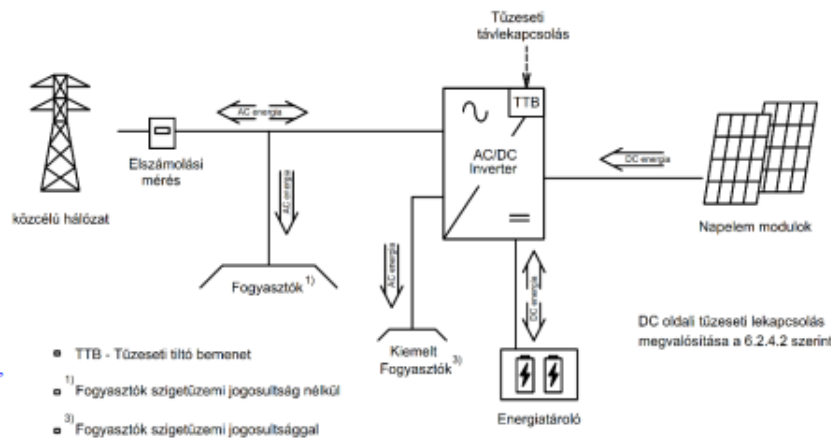 Tűzeseti
távlekapcsolás
TTB
AC energia
AC/DC
Inverter
DC energia
Elszámolási
mérés
közcélú hálózat
AC energia
Napelem modulok
Fogyasztók 1)
AC energia
DC energia
DC oldali tűzeseti lekapcsolás
megvalósítása a 6.2.4.2 szerint
Kiemelt
Fogyasztók 3)
Energiatároló
TTB - Tűzeseti tiltó bemenet
1) Fogyasztók szigetüzemi jogosultság nélkül
3) Fogyasztók szigetüzemi jogosultsággal